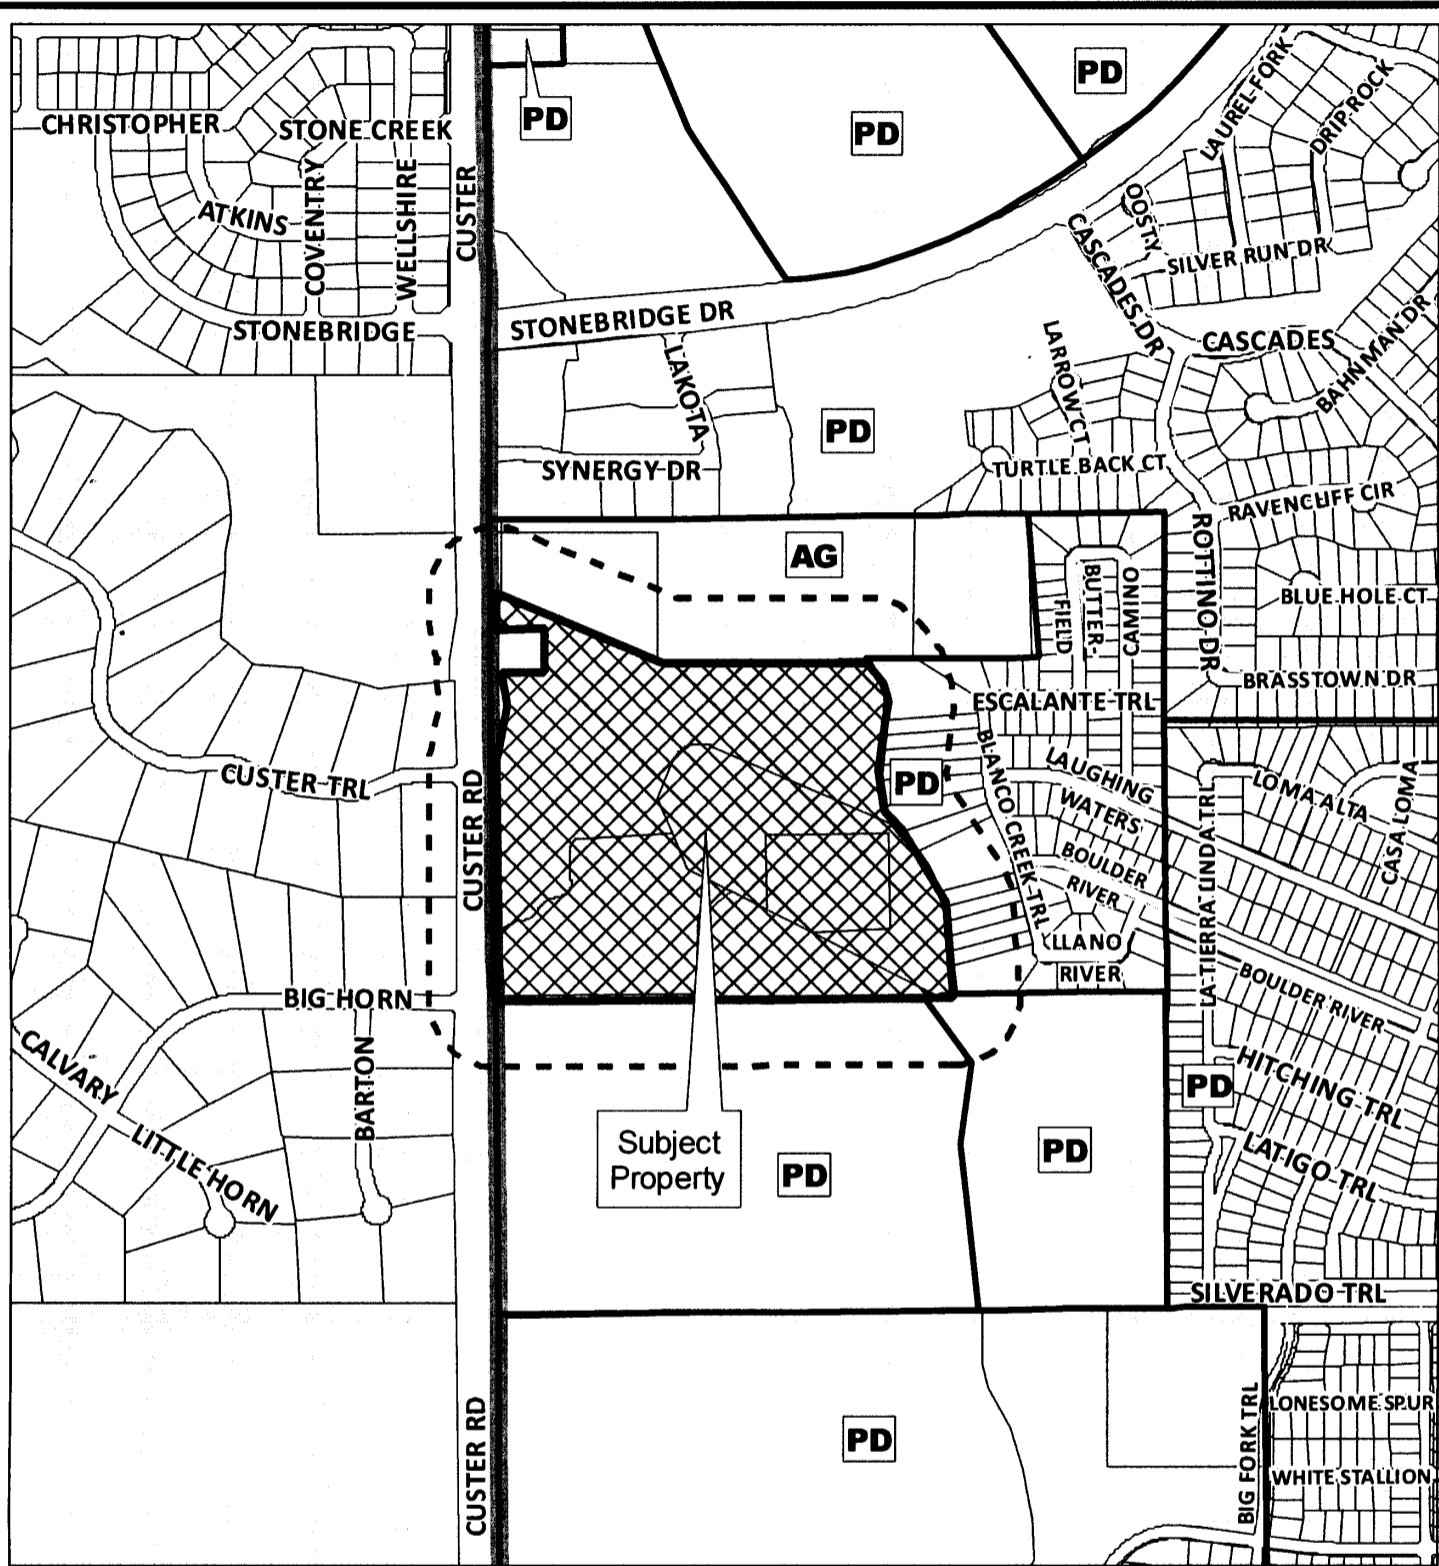 PD
PD
PD
CHRISTOPHER
STONE CREEK
LAUREL FORK
DRIP ROCK
ATKINS
COVENTRY
WELLSHIRE
CUSTER
OOSTY
CASCADES DR
SILVER RUN DR
STONEBRIDGE
STONEBRIDGE DR
CASCADES
BAHNMAN DR
LAKOTA
LARROW CT
PD
SYNERGY DR
TURTLE BACK CT
RAVENCLIFF CIR
AG
ROTTINO DR
FIELD
BUTTER-
CAMINO
BLUE HOLE CT
BRASSTOWN DR
ESCALANTE TRL
CUSTER TRL
CUSTER RD
PD
BLANCO CREEK TRL
LAUGHING
WATERS
LOMA ALTA
CASA LOMA
LA TIERRA LINDA TRL
BOULDER
RIVER
LLANO
RIVER
BIG HORN
BOULDER RIVER
CALVARY
BARTON
LITTLE HORN
HITCHING TRL
PD
LATIGO TRL
Subject
Property
PD
PD
SILVERADO TRL
CUSTER RD
PD
BIG FORK TRL
LONESOME SPUR
WHITE STALLION